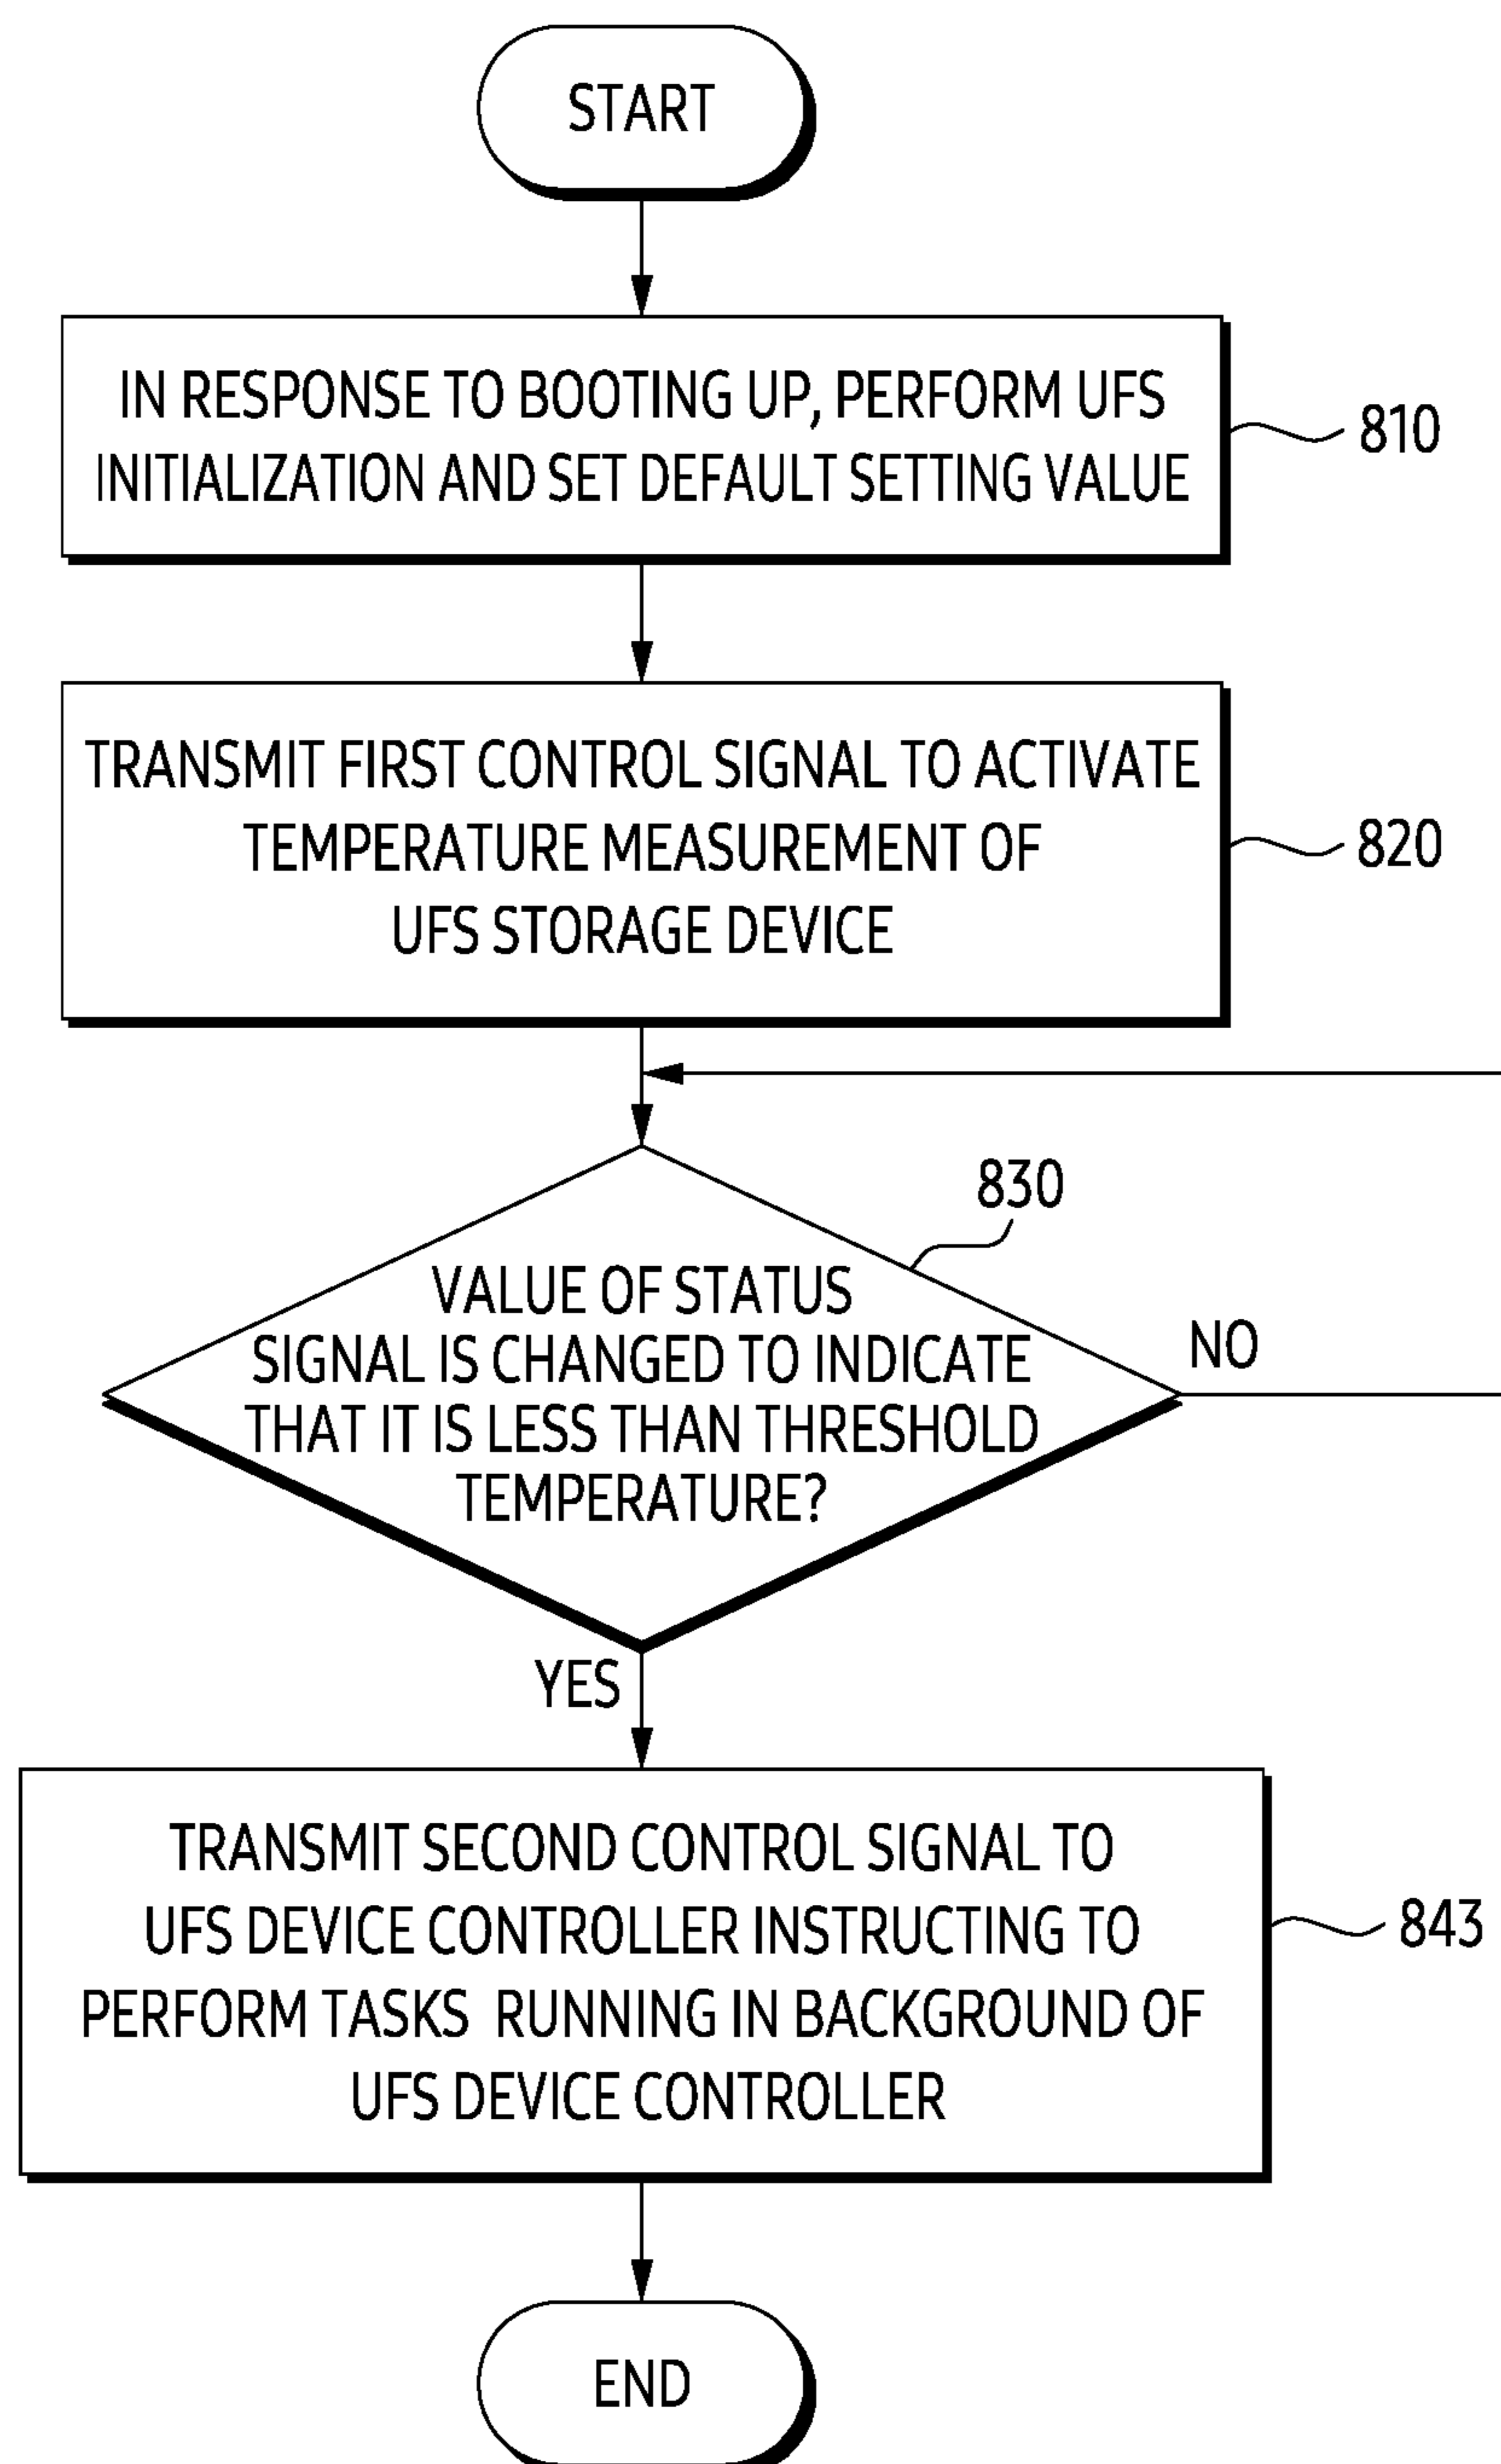 START
IN RESPONSE TO BOOTING UP, PERFORM UFS
INITIALIZATION AND SET DEFAULT SETTING VALUE
810
TRANSMIT FIRST CONTROL SIGNAL TO ACTIVATE
TEMPERATURE MEASUREMENT OF
UFS STORAGE DEVICE
820
830
VALUE OF STATUS
SIGNAL IS CHANGED TO INDICATE
THAT IT IS LESS THAN THRESHOLD
TEMPERATURE?
NO
YES
TRANSMIT SECOND CONTROL SIGNAL TO
UFS DEVICE CONTROLLER INSTRUCTING TO
PERFORM TASKS RUNNING IN BACKGROUND OF
UFS DEVICE CONTROLLER
843
END